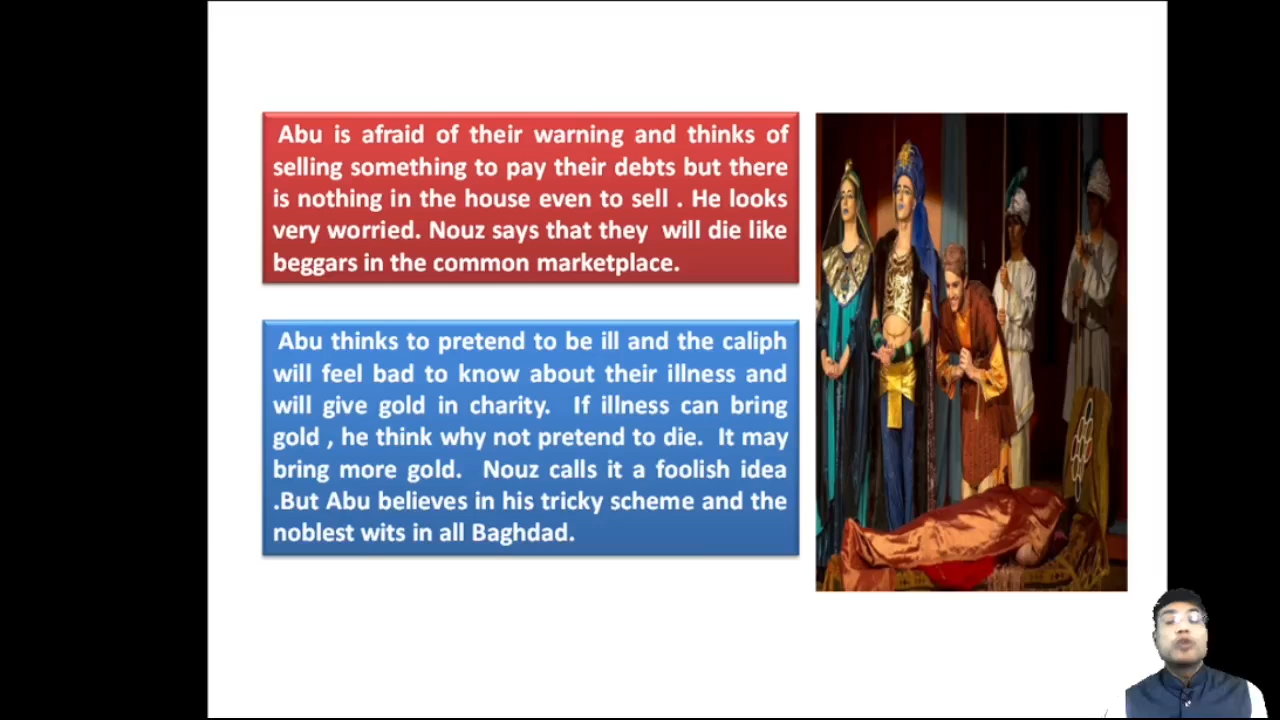 Abu is afraid of their warning and thinks of
selling something to pay their debts but there
is nothing in the house even to sell . He looks
very worried. Nouz says that they will die like
beggars in the common marketplace.
Abu thinks to pretend to be ill and the caliph
will feel bad to know about their illness and
will give gold in charity. If illness can bring
gold , he think why not pretend to die. It may
bring more gold. Nouz calls it a foolish idea
.But Abu believes in his tricky scheme and the
noblest wits in all Baghdad.